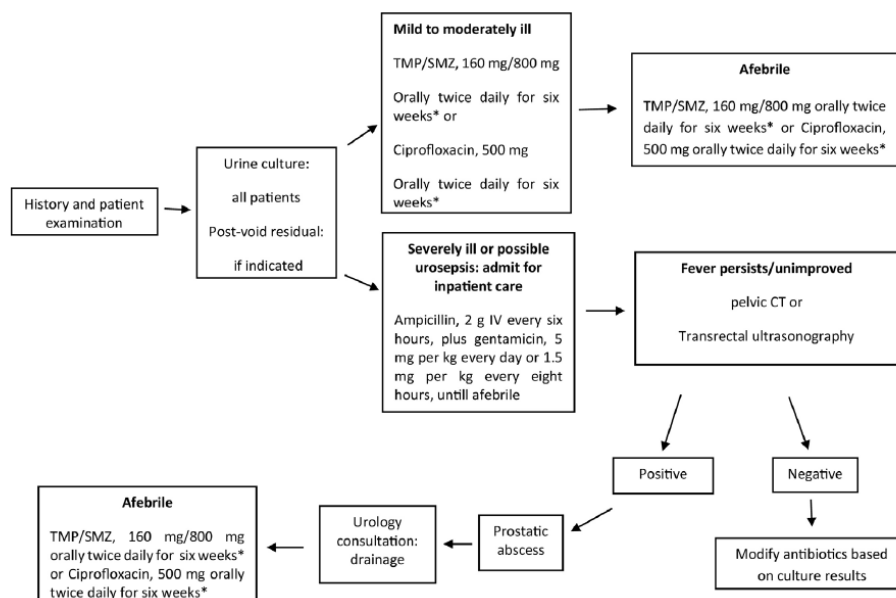 History and patient
examination
Urine culture:
all patients
Post-void residual:
if indicated
Mild to moderately ill
TMP/SMZ, 160 mg/800 mg
Orally twice daily for six
weeks* or
Ciprofloxacin, 500 mg
Orally twice daily for six
weeks*
Afebrile
TMP/SMZ, 160 mg/800 mg orally twice
daily for six weeks* or Ciprofloxacin,
500 mg orally twice daily for six weeks*
Severely ill or possible
urosepsis: admit for
inpatient care
Ampicillin, 2 g IV every six
hours, plus gentamicin, 5
mg per kg every day or 1.5
mg per kg every eight
hours, untill afebrile
Fever persists/unimproved
pelvic CT or
Transrectal ultrasonography
Positive
Negative
Prostatic
abscess
Modify antibiotics based
on culture results
Urology
consultation:
drainage
Afebrile
TMP/SMZ, 160 mg/800 mg
orally twice daily for six weeks*
or Ciprofloxacin, 500 mg orally
twice daily for six weeks*